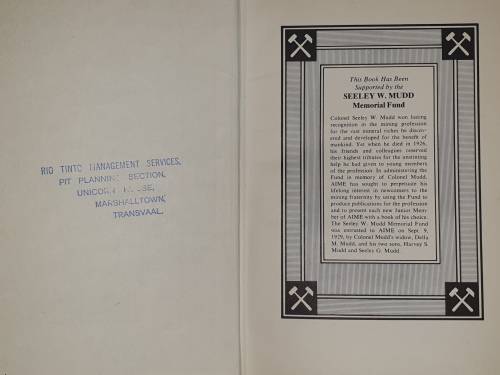 RIO TINTO MANAGEMENT SERVICES,
PIT PLANNING SECTION,
UNICORN HOUSE,
MARSHALLTOWN,
TRANSVAAL.
This Book Has Been
Supported by the
SEELEY W. MUDD
Memorial Fund
Colonel Seeley W. Mudd won lasting
recognition in the mining profession
for the vast mineral riches he discov-
ered and developed for the benefit of
mankind. Yet when he died in 1926,
his friends and colleagues reserved
their highest tributes for the unstinting
help he had given to young members
of the profession. In administering the
Fund in memory of Colonel Mudd,
AIME has sought to perpetuate his
lifelong interest in newcomers to the
mining fraternity by using the Fund to
produce publications for the profession
and to present each new Junior Mem-
ber of AIME with a book of his choice.
The Seeley W. Mudd Memorial Fund
was entrusted to AIME on Sept. 9,
1929, by Colonel Mudd's widow, Della
M. Mudd, and his two sons, Harvey S.
Mudd and Seeley G. Mudd.